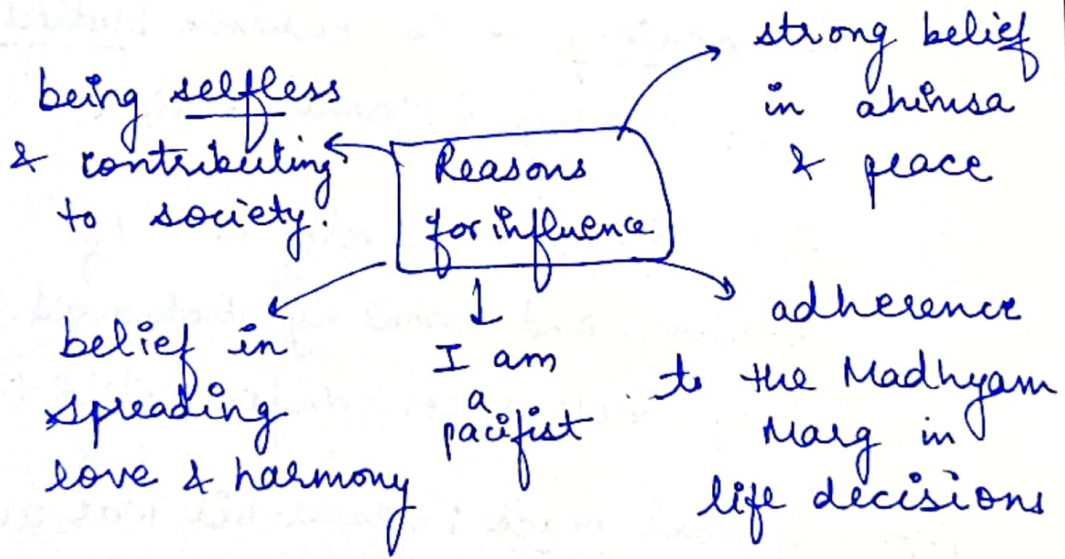 being selfless
& contributing
to society.
Reasons
for influence
strong belief
in ahimsa
& peace
belief in
spreading
love & harmony
I am
a
pacifist
adherence
to the Madhyam
Marg in
life decisions